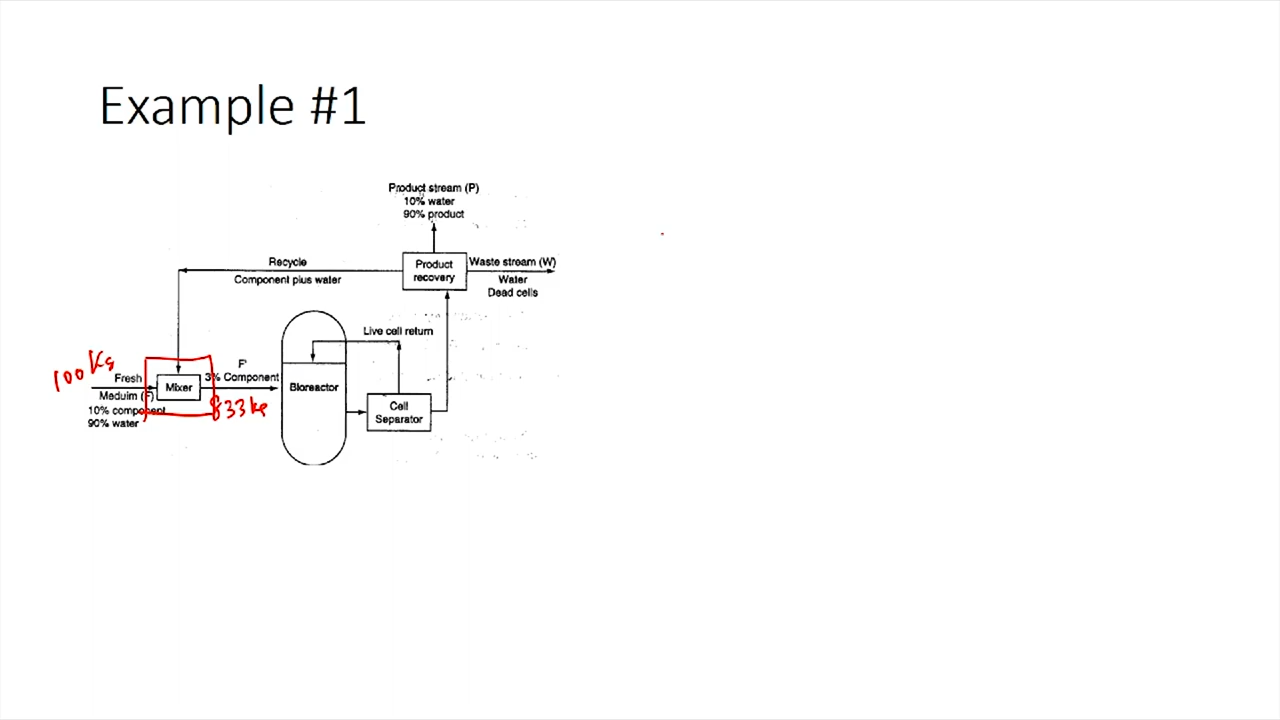 Example #1
Product stream (P)
10% water
90% product
Recycle
Component plus water
Product
recovery
Waste stream (W)
Water
Dead cells
Live cell return
100 Kg
Fresh
Meduim (F)
10% component
90% water
Mixer
F'
3% Component
833 kg
Bioreactor
Cell
Separator